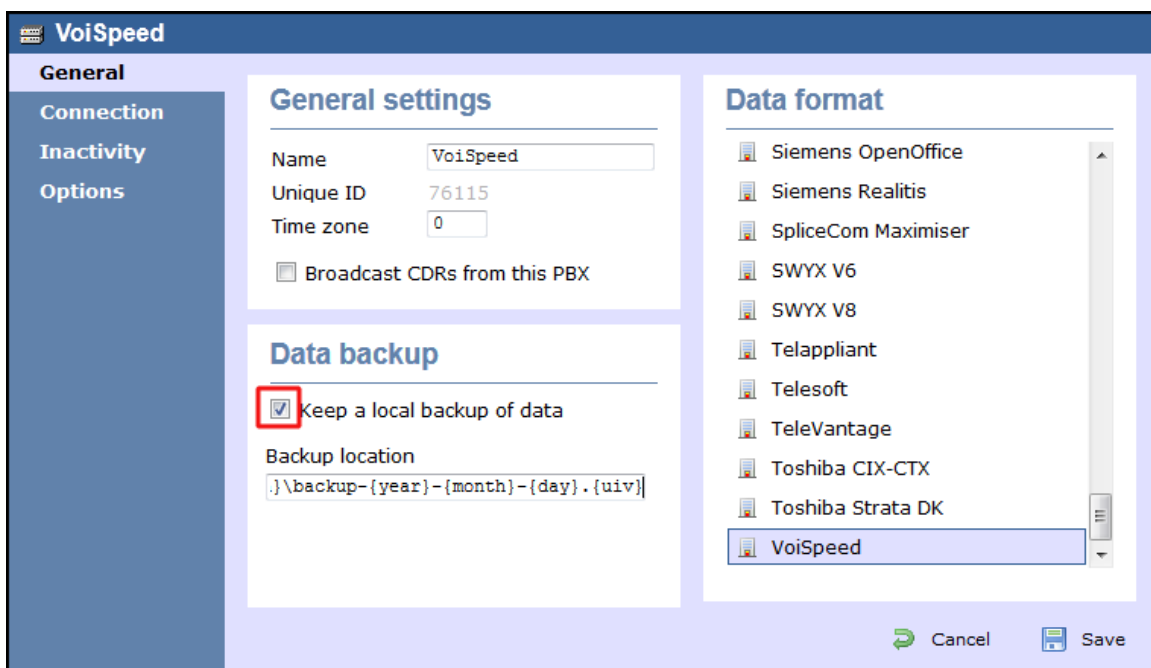 VoiSpeed
General
Connection
Inactivity
Options
General settings
Name VoiSpeed
Unique ID 76115
Time zone 0
Broadcast CDRs from this PBX
Data backup
Keep a local backup of data
Backup location
.}\backup-{year}-{month}-{day}.{uiv}
Data format
Siemens OpenOffice
Siemens Realitis
SpliceCom Maximiser
SWYX V6
SWYX V8
Telappliant
Telesoft
TeleVantage
Toshiba CIX-CTX
Toshiba Strata DK
VoiSpeed
Cancel Save